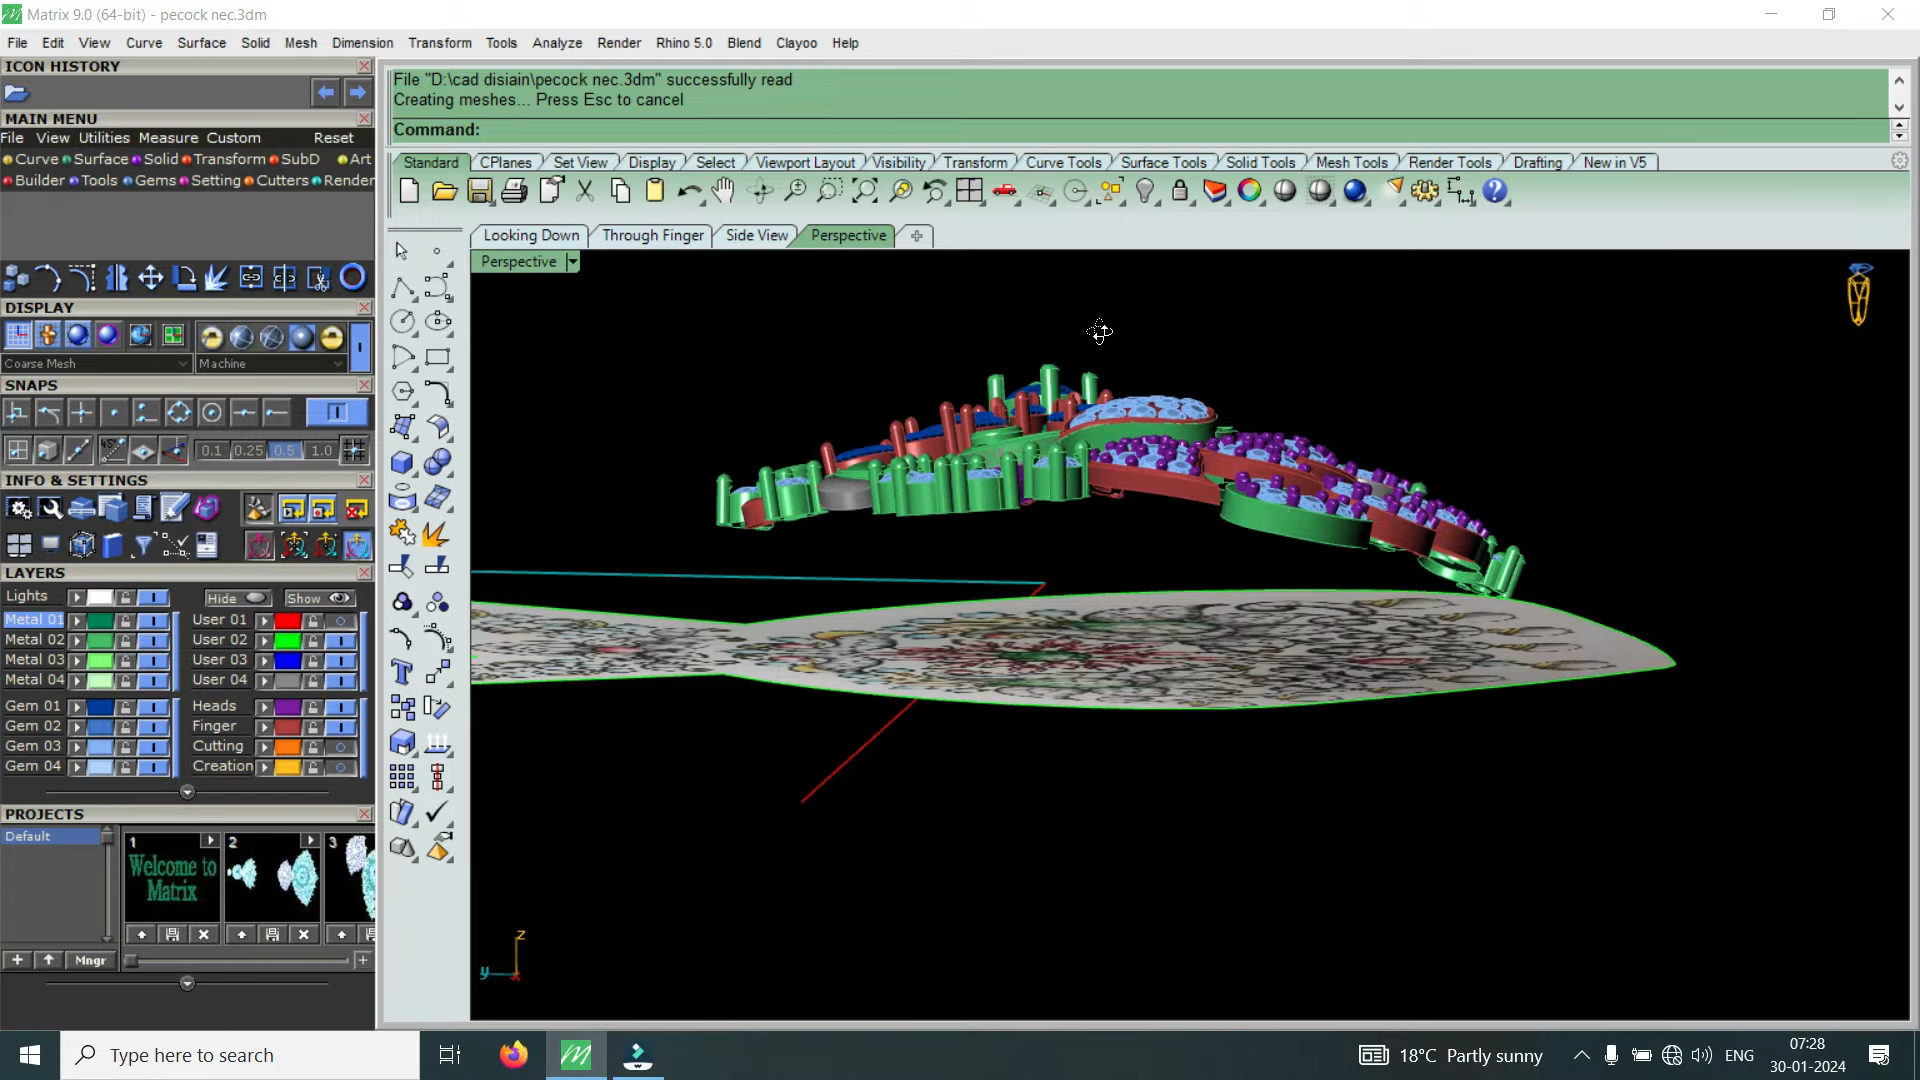 Matrix 9.0 (64-bit) - pecock nec.3dm
File Edit View Curve Surface Solid Mesh Dimension Transform Tools Analyze Render Rhino 5.0 Blend Clayoo Help
ICON HISTORY
MAIN MENU
File View Utilities Measure Custom Reset
Curve Surface Solid Transform SubD Art
Builder Tools Gems Setting Cutters Render
DISPLAY
Coarse Mesh Machine
SNAPS
0.1 0.25 0.5 1.0
INFO & SETTINGS
LAYERS
Lights Hide Show
Metal 01 User 01
Metal 02 User 02
Metal 03 User 03
Metal 04 User 04
Gem 01 Heads
Gem 02 Finger
Gem 03 Cutting
Gem 04 Creation
PROJECTS
Default
1 2 3
Welcome to
Matrix
Mngr
File "D:\cad disiain\pecock nec.3dm" successfully read
Creating meshes... Press Esc to cancel
Command:
Standard CPlanes Set View Display Select Viewport Layout Visibility Transform Curve Tools Surface Tools Solid Tools Mesh Tools Render Tools Drafting New in V5
Looking Down Through Finger Side View Perspective
Perspective
z
y
x
Type here to search
18°C Partly sunny
ENG
07:28
30-01-2024